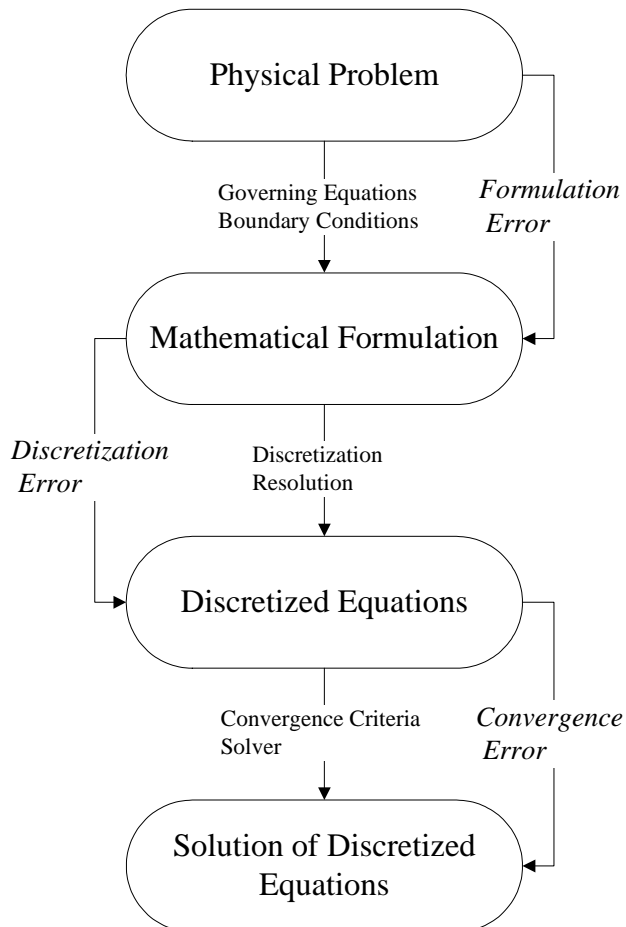 Physical Problem
Governing Equations
Boundary Conditions
Formulation
Error
Mathematical Formulation
Discretization
Error
Discretization
Resolution
Discretized Equations
Convergence Criteria
Solver
Convergence
Error
Solution of Discretized
Equations